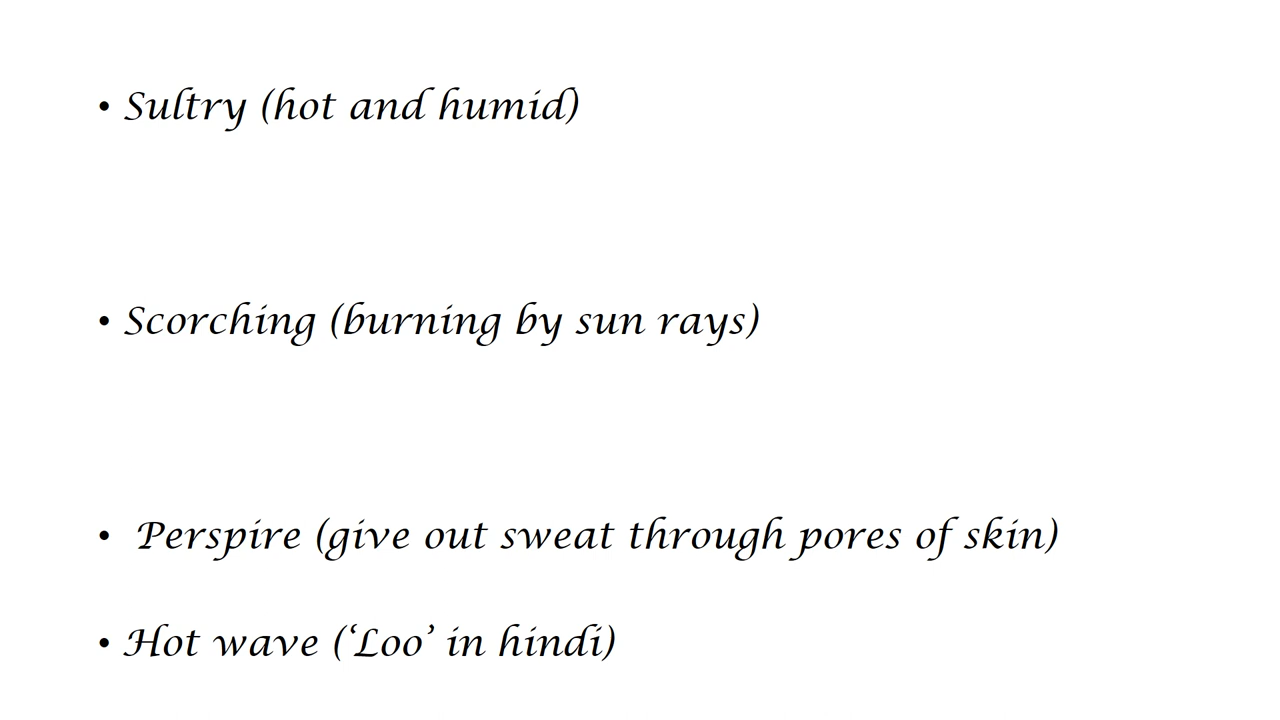 • Sultry (hot and humid)
• Scorching (burning by sun rays)
• Perspire (give out sweat through pores of skin)
• Hot wave (‘Loo’ in hindi)